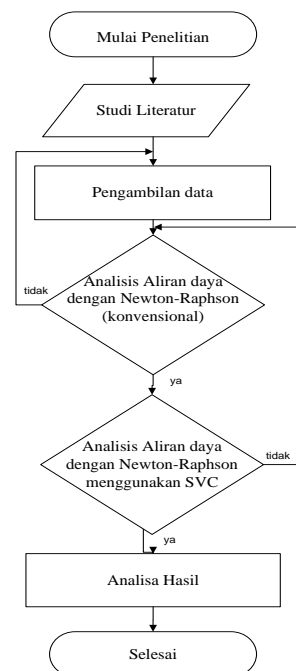 Mulai Penelitian
Studi Literatur
Pengambilan data
Analisis Aliran daya
dengan Newton-Raphson
(konvensional)
tidak
ya
Analisis Aliran daya
dengan Newton-Raphson
menggunakan SVC
tidak
ya
Analisa Hasil
Selesai